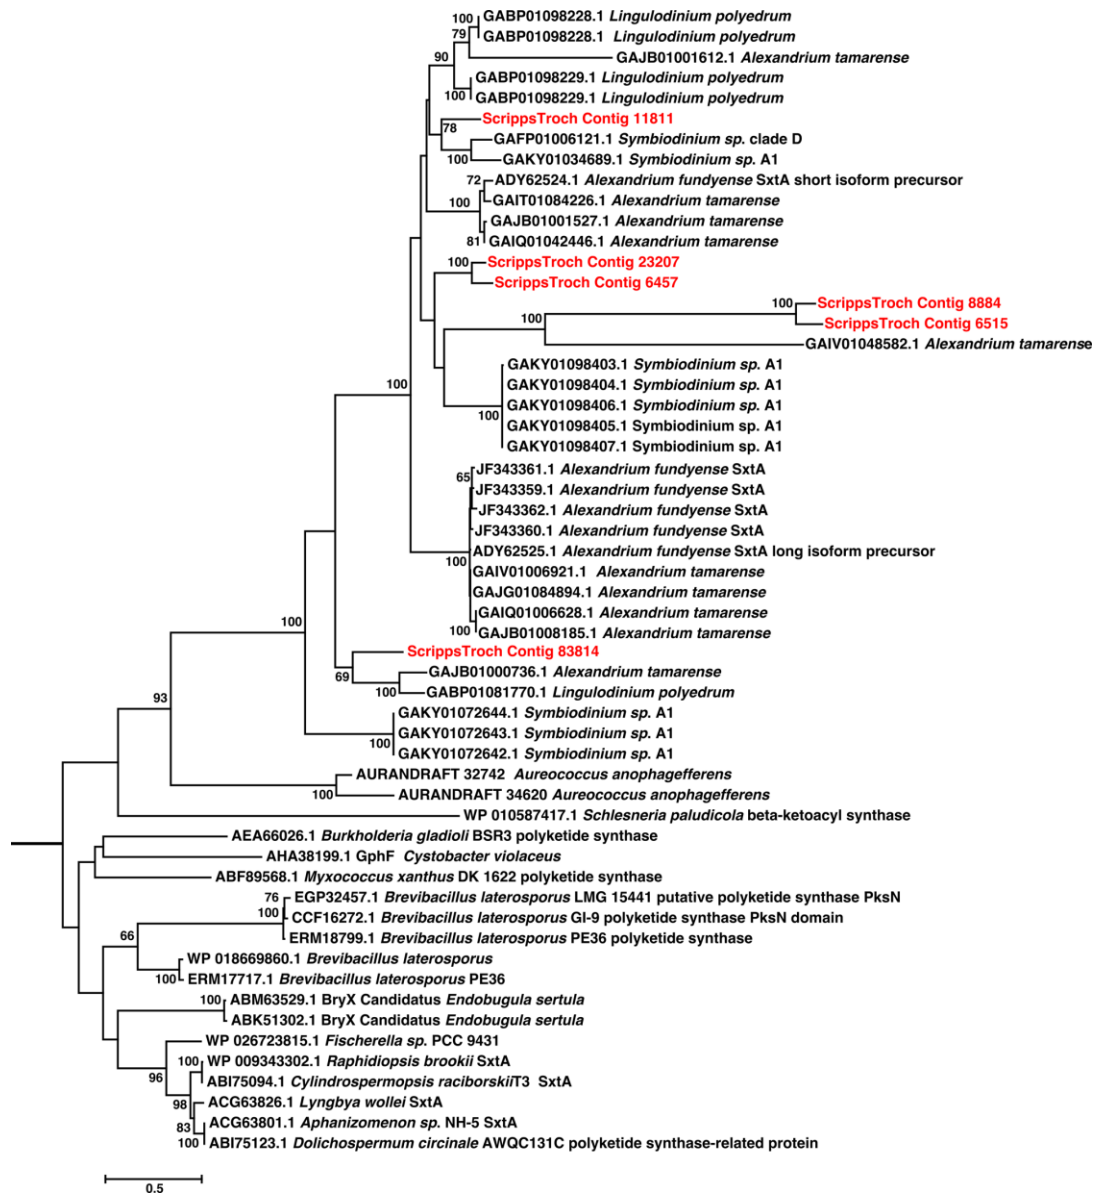 100 GABP01098228.1 Lingulodinium polyedrum
79 GABP01098228.1 Lingulodinium polyedrum
90 GAJB01001612.1 Alexandrium tamarense
GABP01098229.1 Lingulodinium polyedrum
100 GABP01098229.1 Lingulodinium polyedrum
ScrippsTroch Contig 11811
78 GAFP01006121.1 Symbiodinium sp. clade D
100 GAKY01034689.1 Symbiodinium sp. A1
72 ADY62524.1 Alexandrium fundyense SxtA short isoform precursor
100 GAIT01084226.1 Alexandrium tamarense
GAJB01001527.1 Alexandrium tamarense
81 GAIQ01042446.1 Alexandrium tamarense
100 ScrippsTroch Contig 23207
ScrippsTroch Contig 6457
100 ScrippsTroch Contig 8884
100 ScrippsTroch Contig 6515
GAIV01048582.1 Alexandrium tamarense
GAKY01098403.1 Symbiodinium sp. A1
100 GAKY01098404.1 Symbiodinium sp. A1
GAKY01098406.1 Symbiodinium sp. A1
100 GAKY01098405.1 Symbiodinium sp. A1
GAKY01098407.1 Symbiodinium sp. A1
JF343361.1 Alexandrium fundyense SxtA
65 JF343359.1 Alexandrium fundyense SxtA
JF343362.1 Alexandrium fundyense SxtA
JF343360.1 Alexandrium fundyense SxtA
ADY62525.1 Alexandrium fundyense SxtA long isoform precursor
100 GAIV01006921.1 Alexandrium tamarense
GAJG01084894.1 Alexandrium tamarense
GAIQ01006628.1 Alexandrium tamarense
100 100 GAJB01008185.1 Alexandrium tamarense
ScrippsTroch Contig 83814
69 GAJB01000736.1 Alexandrium tamarense
100 GABP01081770.1 Lingulodinium polyedrum
93 GAKY01072644.1 Symbiodinium sp. A1
GAKY01072643.1 Symbiodinium sp. A1
100 GAKY01072642.1 Symbiodinium sp. A1
AURANDRAFT 32742 Aureococcus anophagefferens
100 AURANDRAFT 34620 Aureococcus anophagefferens
WP 010587417.1 Schlesneria paludicola beta-ketoacyl synthase
AEA66026.1 Burkholderia gladioli BSR3 polyketide synthase
AHA38199.1 GphF Cystobacter violaceus
ABF89568.1 Myxococcus xanthus DK 1622 polyketide synthase
76 EGP32457.1 Brevibacillus laterosporus LMG 15441 putative polyketide synthase PksN
100 CCF16272.1 Brevibacillus laterosporus GI-9 polyketide synthase PksN domain
66 ERM18799.1 Brevibacillus laterosporus PE36 polyketide synthase
WP 018669860.1 Brevibacillus laterosporus
100 ERM17717.1 Brevibacillus laterosporus PE36
100 ABM63529.1 BryX Candidatus Endobugula sertula
ABK51302.1 BryX Candidatus Endobugula sertula
WP 026723815.1 Fischerella sp. PCC 9431
100 WP 009343302.1 Raphidiopsis brookii SxtA
96 ABI75094.1 Cylindrospermopsis raciborskiiT3 SxtA
98 ACG63826.1 Lyngbya wollei SxtA
83 ACG63801.1 Aphanizomenon sp. NH-5 SxtA
100 ABI75123.1 Dolichospermum circinale AWQC131C polyketide synthase-related protein
0.5